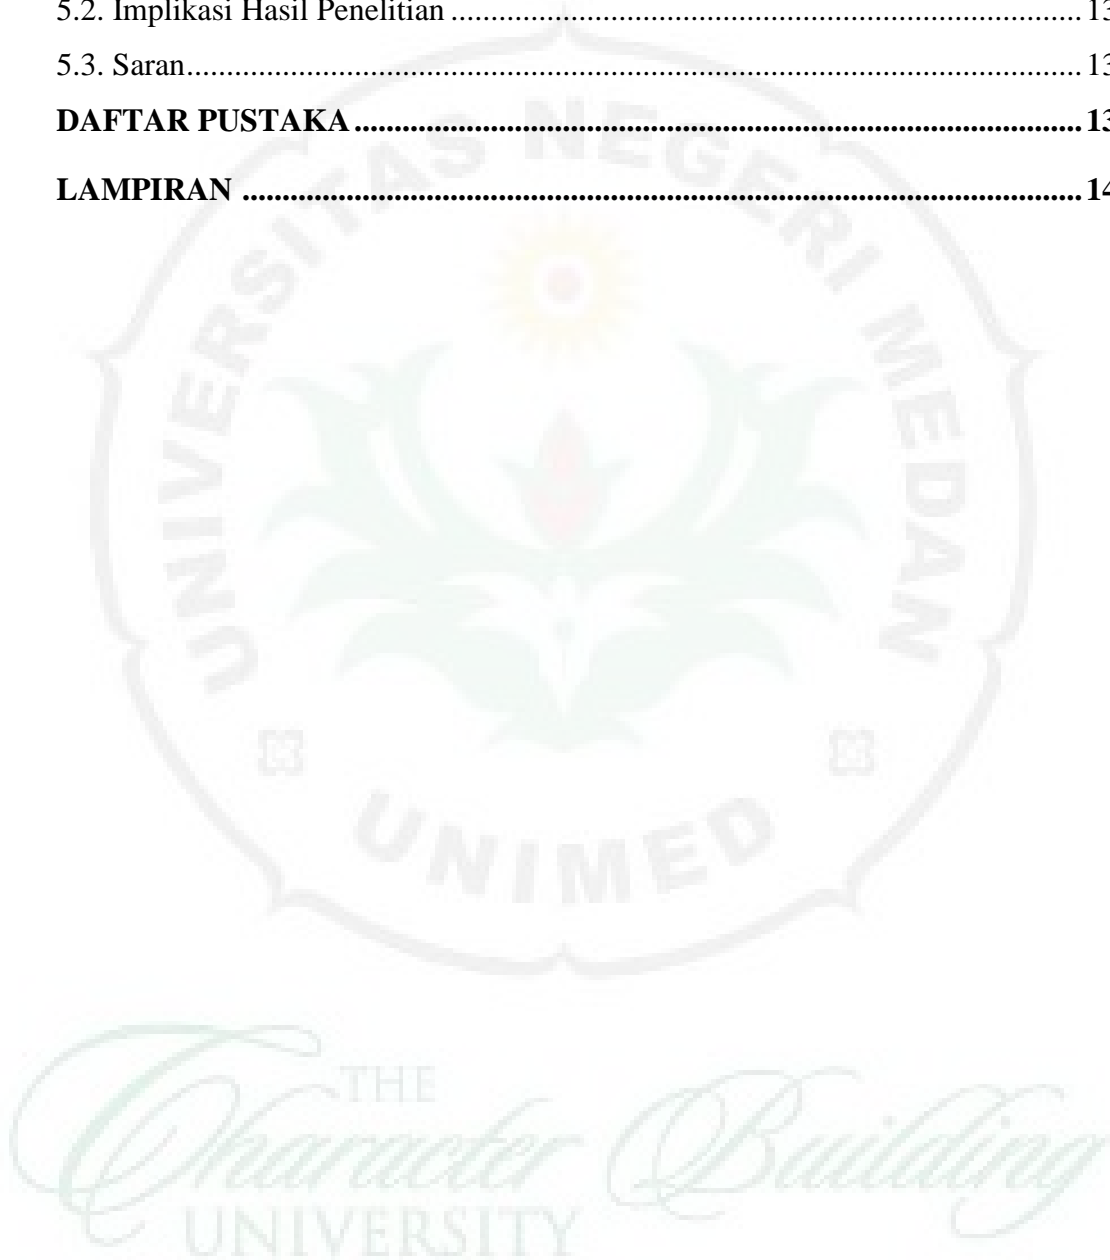 5.2. Implikasi Hasil Penelitian ........................................................................ 13
5.3. Saran.................................................................................................... 13
DAFTAR PUSTAKA ................................................................................ 13
LAMPIRAN ............................................................................................. 14
UNIVERSITAS NEGERI MEDAN
UNIMED
THE
Character Building
UNIVERSITY